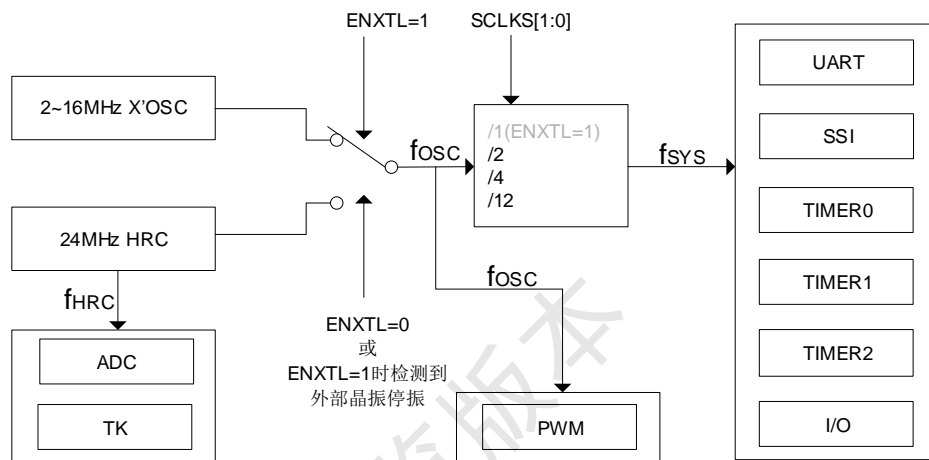 ENXTL=1
SCLKS[1:0]
2~16MHz X'OSC
24MHz HRC
fHRC
ADC
TK
ENXTL=0
或
ENXTL=1时检测到
外部晶振停振
fOSC
/1(ENXTL=1)
/2
/4
/12
fOSC
PWM
fSYS
UART
SSI
TIMER0
TIMER1
TIMER2
I/O
版本